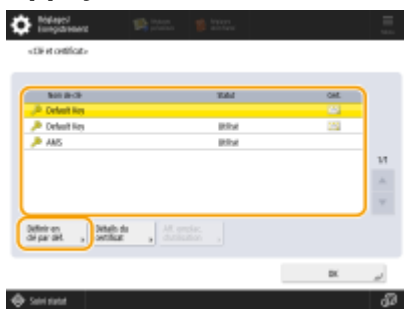 Réglages/
Enregistrement
<Clé et certificat>
Nom de clé Statut Cert.
Default Key
Default Key Utilisé
AMS Utilisé
1/1
Définir en
clé par déf.
Détails du
certificat
OK
Suivi statut